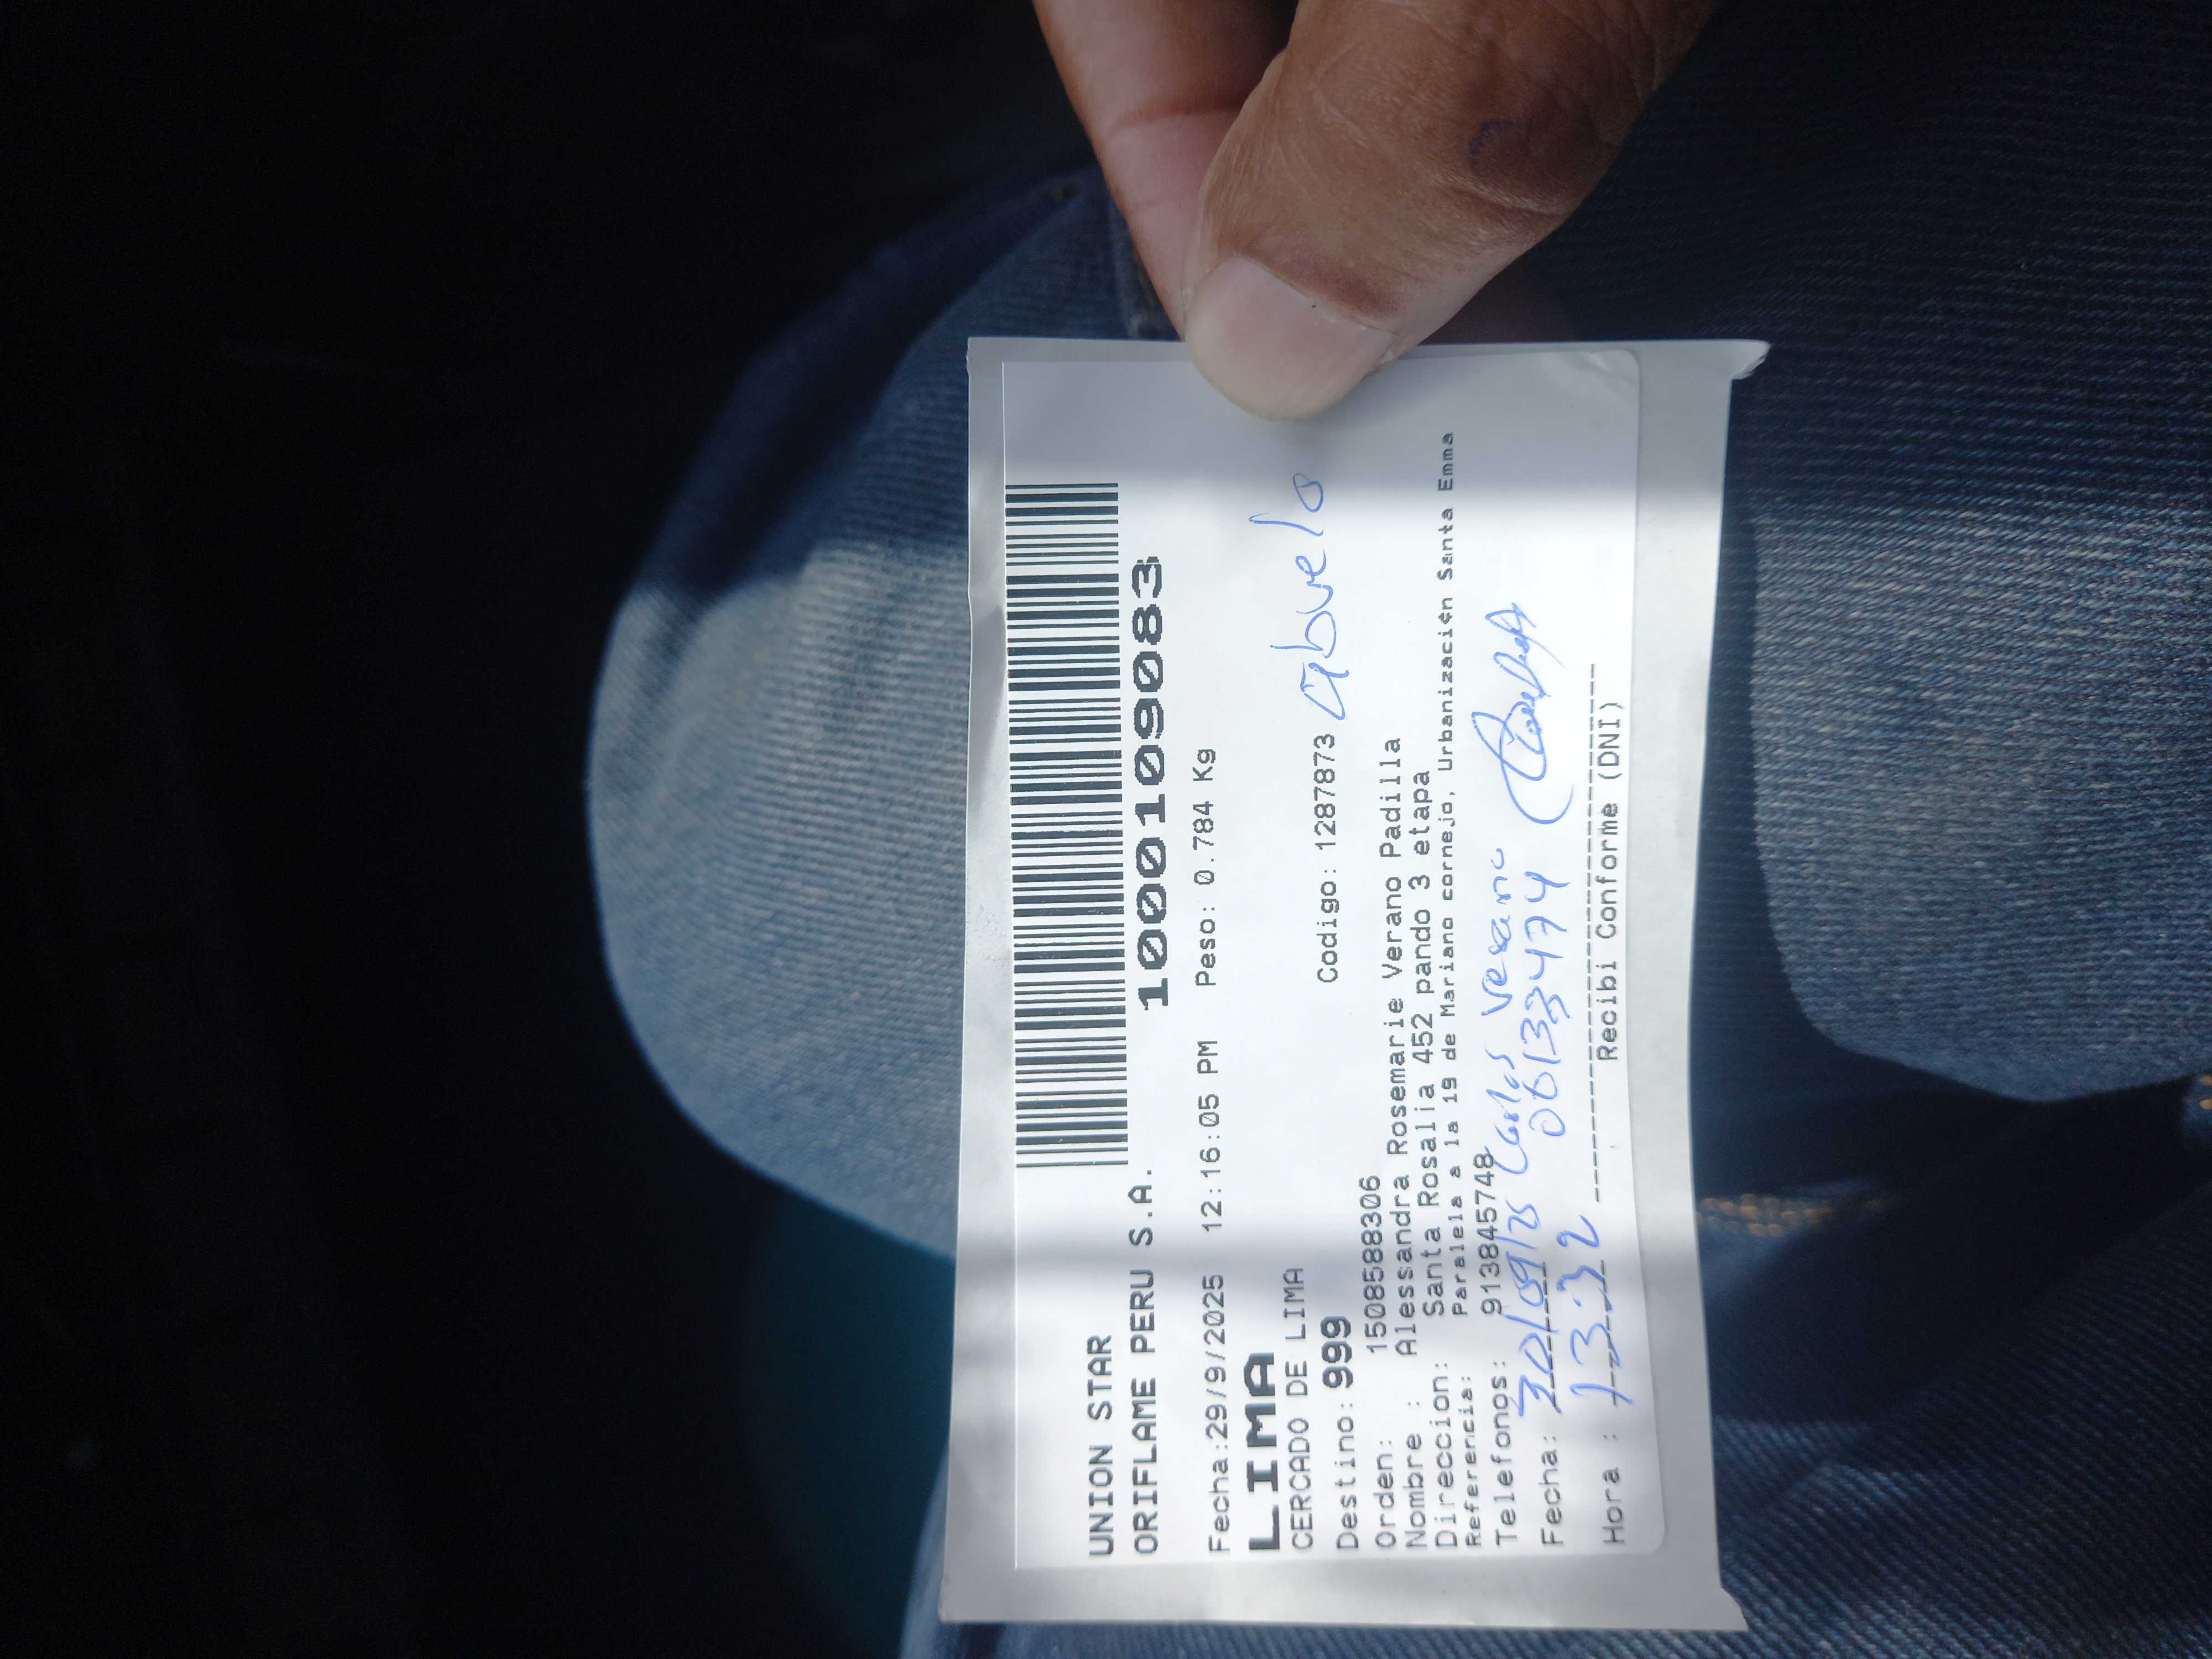 UNION STAR
ORIFLAME PERU S.A.
1000109083
Fecha:29/9/2025 12:16:05 PM Peso: 0.784 Kg
LIMA
CERCADO DE LIMA
Destino: 999 Codigo: 1287873 Abuelo
Orden: 1508588306
Nombre : Alessandra Rosemarie Verano Padilla
Direccion: Santa Rosalia 452 pando 3 etapa
Referencia: Paralela a la 19 de Mariano cornejo, Urbanización Santa Emma
Telefonos: 913845748 Carlos Verano
Fecha: 30/09/25
Hora : 13:32
Recibi Conforme (DNI)